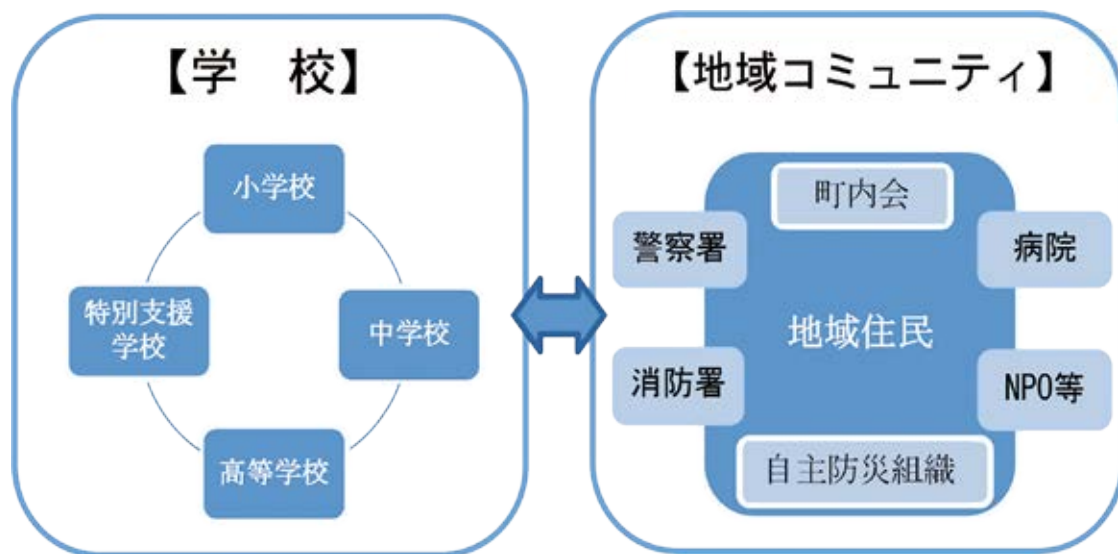 【学　校】
小学校
特別支援
学校
中学校
高等学校
【地域コミュニティ】
町内会
警察署
病院
地域住民
消防署
NPO等
自主防災組織